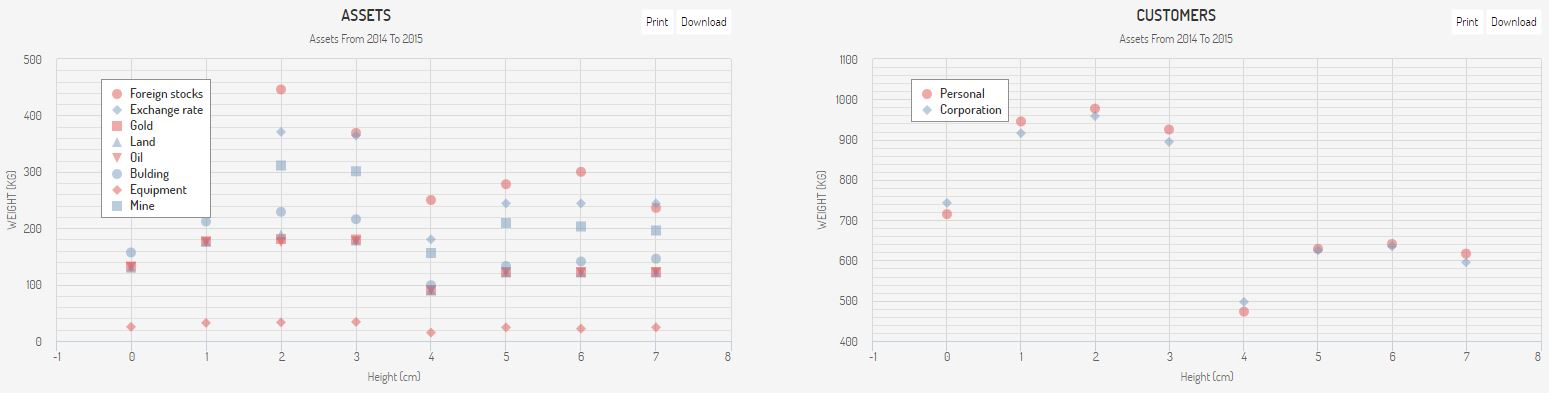 ASSETS
Assets From 2014 To 2015
Print
Download
500
400
300
200
100
0
WEIGHT (KG)
Foreign stocks
Exchange rate
Gold
Land
Oil
Bulding
Equipment
Mine
-1 0 1 2 3 4 5 6 7 8
Height (cm)
CUSTOMERS
Assets From 2014 To 2015
Print
Download
1100
1000
900
800
700
600
500
400
WEIGHT (KG)
Personal
Corporation
-1 0 1 2 3 4 5 6 7 8
Height (cm)